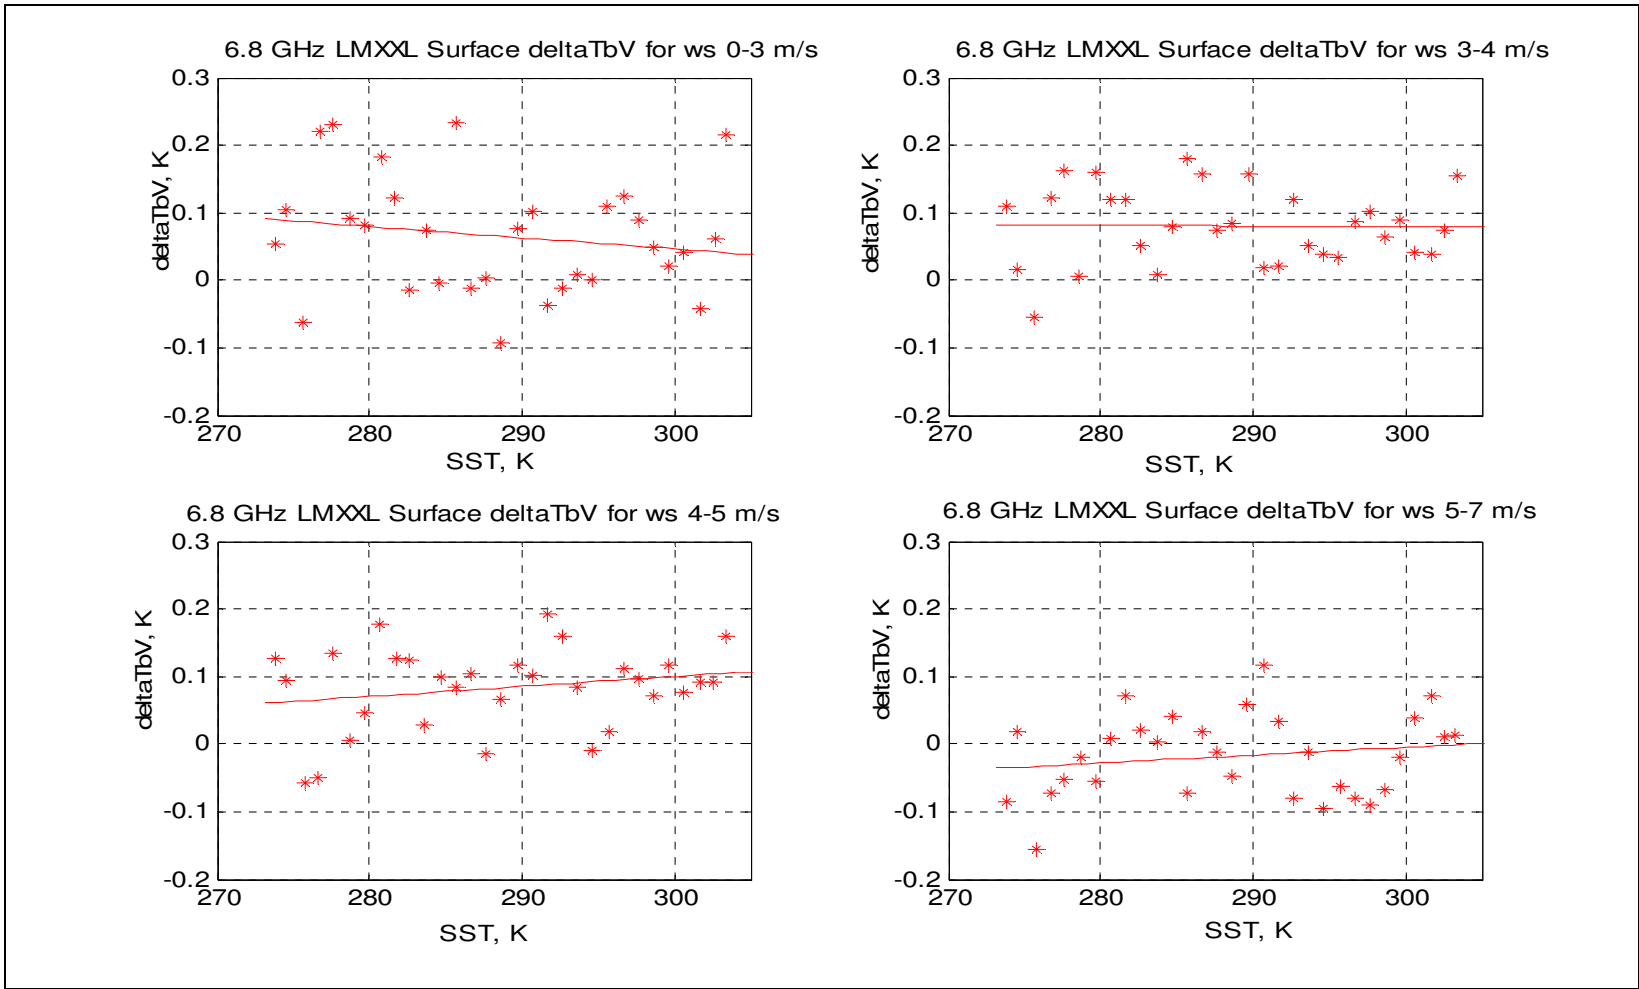 6.8 GHz LMXXL Surface deltaTbV for ws 0-3 m/s
0.3
0.2
0.1
0
-0.1
-0.2
deltaTbV, K
270 280 290 300
SST, K
6.8 GHz LMXXL Surface deltaTbV for ws 3-4 m/s
0.3
0.2
0.1
0
-0.1
-0.2
deltaTbV, K
270 280 290 300
SST, K
6.8 GHz LMXXL Surface deltaTbV for ws 4-5 m/s
0.3
0.2
0.1
0
-0.1
-0.2
deltaTbV, K
270 280 290 300
SST, K
6.8 GHz LMXXL Surface deltaTbV for ws 5-7 m/s
0.3
0.2
0.1
0
-0.1
-0.2
deltaTbV, K
270 280 290 300
SST, K